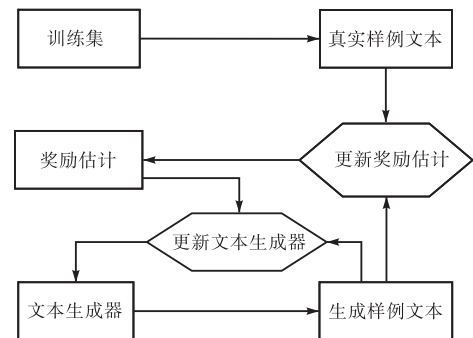 训练集
真实样例文本
奖励估计
更新奖励估计
更新文本生成器
文本生成器
生成样例文本